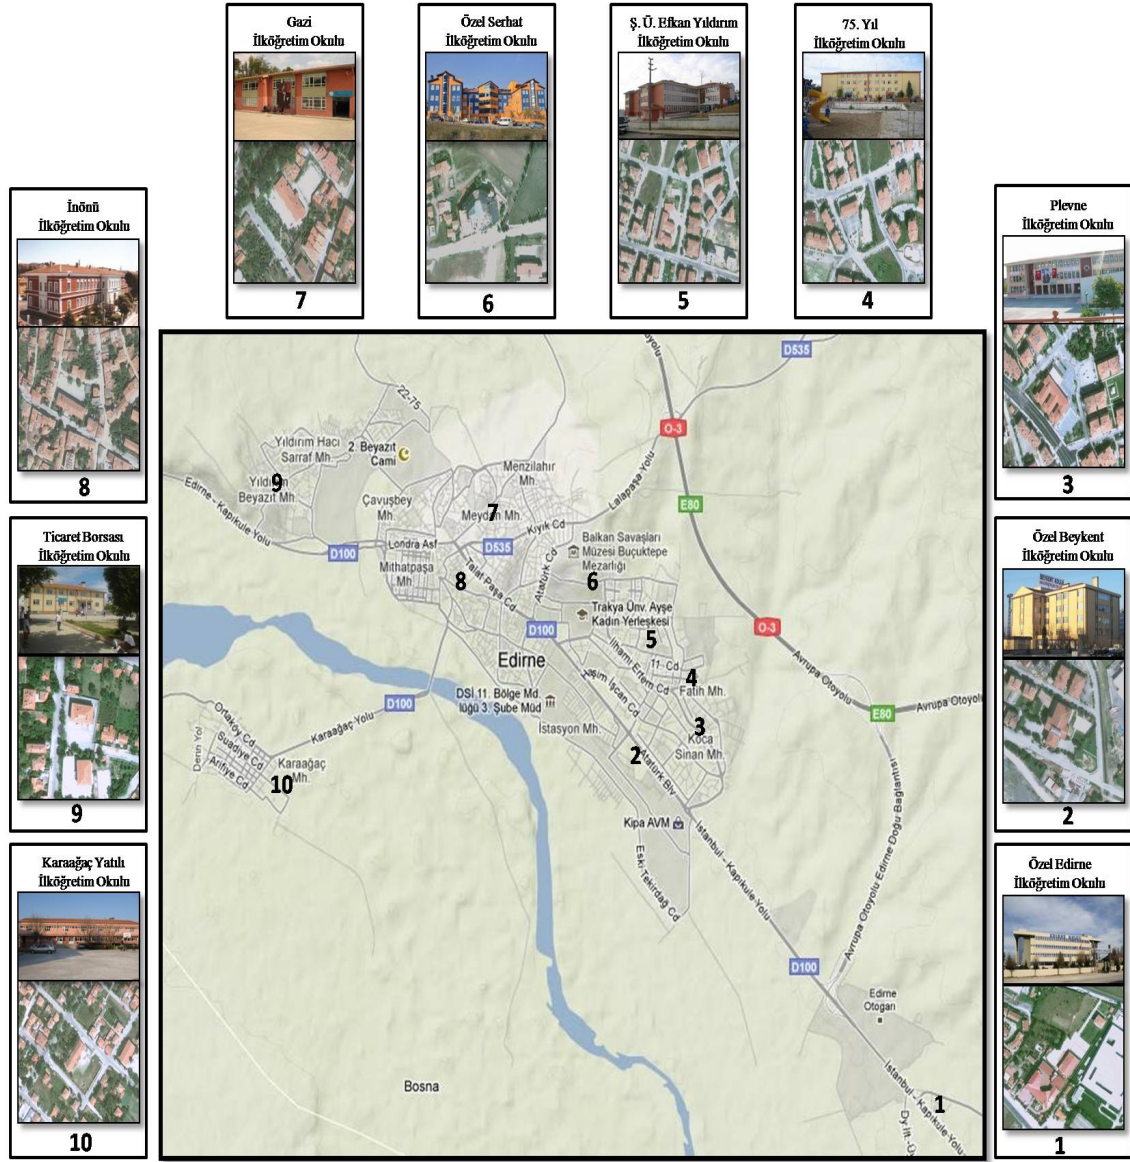 Gazi
İlköğretim Okulu
7
Özel Serhat
İlköğretim Okulu
6
Ş. Ü. Efkan Yıldırım
İlköğretim Okulu
5
75. Yıl
İlköğretim Okulu
4
İnönü
İlköğretim Okulu
8
Plevne
İlköğretim Okulu
3
Ticaret Borsası
İlköğretim Okulu
9
Özel Beykent
İlköğretim Okulu
2
Karaağaç Yatılı
İlköğretim Okulu
10
Özel Edirne
İlköğretim Okulu
1
D535
22-75
O-3
Yıldırım Hacı
Sarraf Mh.
2. Beyazıt
Cami
Menzilahır
Mh.
Lalapaşa Yolu
9
Yıldırım
Beyazıt Mh.
E80
Edirne - Kapıkule Yolu
Çavuşbey
Mh.
7
Meydan Mh.
Kıyık Cd
D100
Londra Asf
D535
Balkan Savaşları
Müzesi Buçuktepe
Mezarlığı
Mithatpaşa
Mh.
8
Talat Paşa Cd
Atatürk Cd
6
Trakya Ünv. Ayşe
Kadın Yerleşkesi
D100
5
O-3
Edirne
İlhami Ertem Cd
11. Cd
4
Fatih Mh.
Avrupa Otoyolu
DSİ 11. Bölge Md.
lüğü 3. Şube Müd
D100
E80
Avrupa Otoyolu
İstasyon Mh.
3
Koca
Sinan Mh.
Ortaköy Cd
Suadiye Cd
Arifiye Cd
Karaağaç Yolu
Karaağaç
Mh.
10
2
Atatürk Blv
Kipa AVM
İstanbul - Kapıkule Yolu
Eski Tekirdağ Cd
Avrupa Otoyolu Edirne Doğu Bağlantısı
D100
Edirne
Otogarı
Bosna
İstanbul - Kapıkule Yolu
1